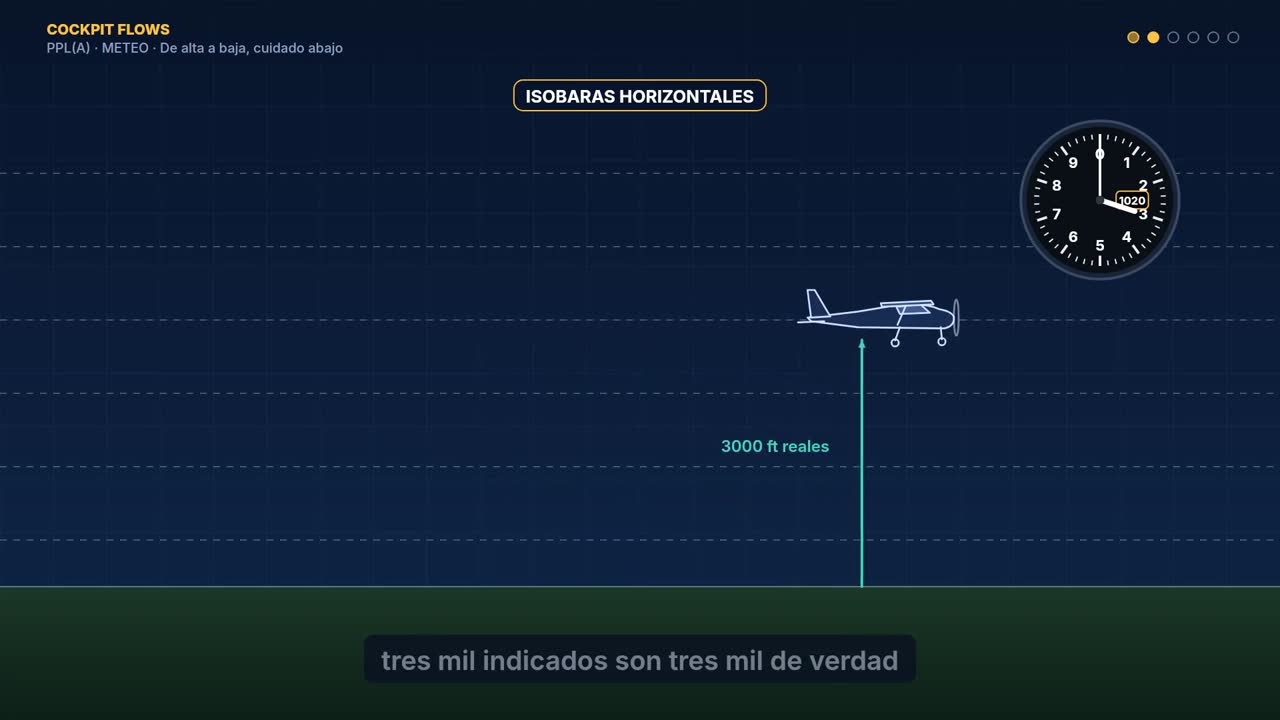 COCKPIT FLOWS
PPL(A) · METEO · De alta a baja, cuidado abajo
ISOBARAS HORIZONTALES
0
1
2
3
4
5
6
7
8
9
1020
3000 ft reales
tres mil indicados son tres mil de verdad